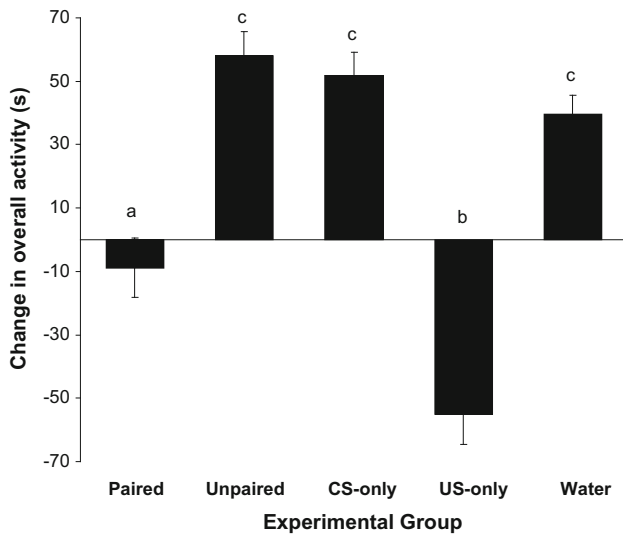 Change in overall activity (s)
70
50
30
10
-10
-30
-50
-70
a
c
c
b
c
Paired Unpaired CS-only US-only Water
Experimental Group